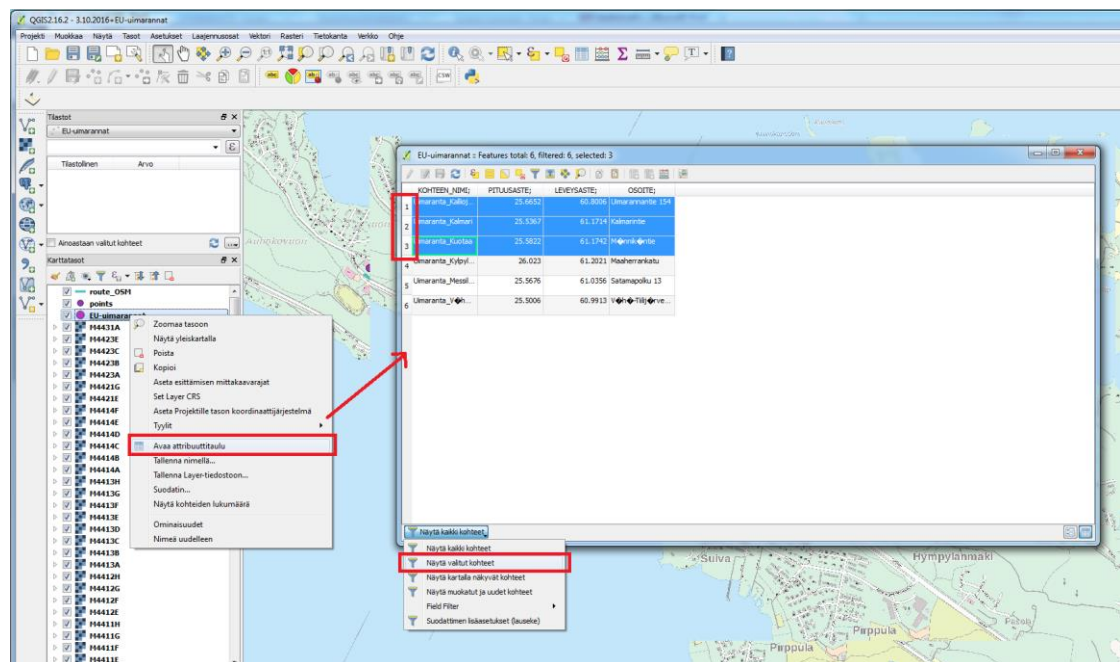 QGIS2.16.2 - 3.10.2016+EU-uimarannat
Projekti Muokkaa Näytä Tasot Asetukset Laajennusosat Vektori Rasteri Tietokanta Verkko Ohje
Tilastot
EU-uimarannat
Tilastollinen Arvo
Ainoastaan valitut kohteet
Karttatasot
route_OSM
points
EU-uimarannat
M4431A
M4423E
M4423C
M4423B
M4423A
M4421G
M4421E
M4414F
M4414E
M4414D
M4414C
M4414B
M4414A
M4413H
M4413G
M4413F
M4413E
M4413D
M4413C
M4413B
M4413A
M4412H
M4412G
M4412F
M4412E
M4411H
M4411G
M4411F
M4411E
Zoomaa tasoon
Näytä yleiskartalla
Poista
Kopioi
Aseta esittämisen mittakaavarajat
Set Layer CRS
Aseta Projektille tason koordinaattijärjestelmä
Tyylit
Avaa attribuuttitaulu
Tallenna nimellä...
Tallenna Layer-tiedostoon...
Suodatin...
Näytä kohteiden lukumäärä
Ominaisuudet
Nimeä uudelleen
EU-uimarannat :: Features total: 6, filtered: 6, selected: 3
KOHTEEN_NIMI; PITUUSASTE; LEVEYSASTE; OSOITE;
1 Uimaranta_Kallioj... 25.6652 60.8006 Uimarannantie 154
2 Uimaranta_Kalmari 25.5367 61.1714 Kalmarintie
3 Uimaranta_Kuotaa 25.5822 61.1742 M�nnik�ntie
4 Uimaranta_Kylpyl... 26.023 61.2021 Maaherrankatu
5 Uimaranta_Messil... 25.5676 61.0356 Satamapolku 13
6 Uimaranta_V�h... 25.5006 60.9913 V�h�-Tiilij�rve...
Näytä kaikki kohteet
Näytä kaikki kohteet
Näytä valitut kohteet
Näytä kartalla näkyvät kohteet
Näytä muokatut ja uudet kohteet
Field Filter
Suodattimen lisäasetukset (lauseke)
Auhokovuori
Suiva
Hympylänmäki
Pappula
Pappula